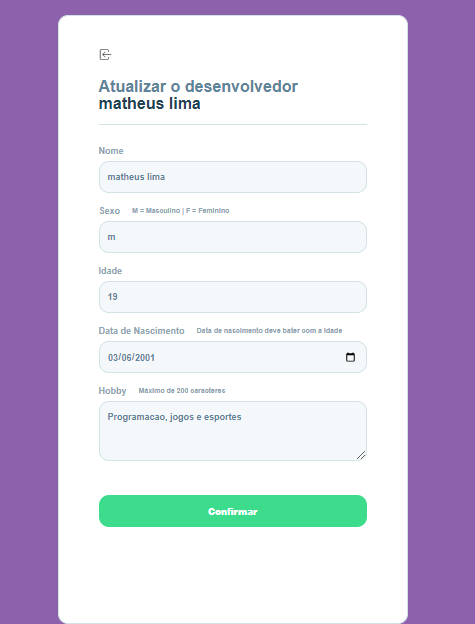 Atualizar o desenvolvedor
matheus lima
Nome
matheus lima
Sexo M = Masculino | F = Feminino
m
Idade
19
Data de Nascimento Data de nascimento deve bater com a Idade
03/06/2001
Hobby Máximo de 200 caracteres
Programacao, jogos e esportes
Confirmar